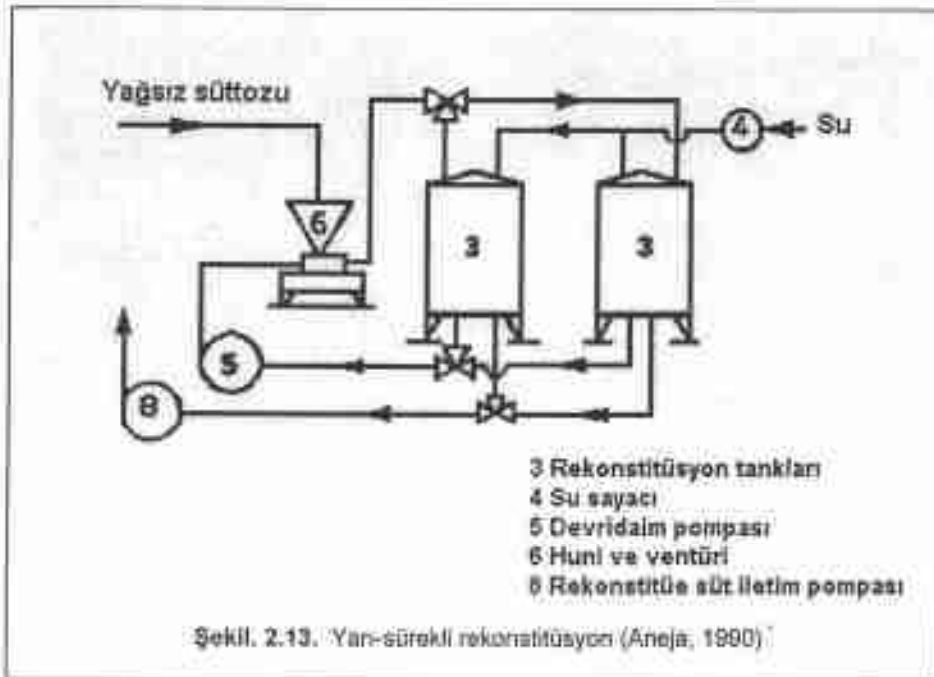 Yağsız süttozu
4
Su
6
3
3
5
8
3 Rekonstitüsyon tankları
4 Su sayacı
5 Devridaim pompası
6 Huni ve ventüri
8 Rekonstitüe süt iletim pompası
Şekil. 2.13. Yarı-sürekli rekonstitüsyon (Aneja, 1990)